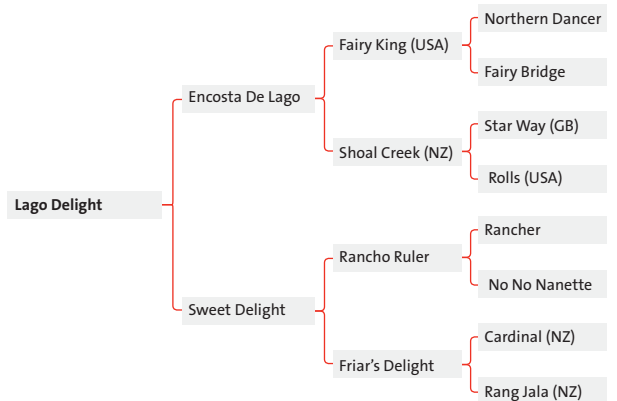 Northern Dancer
Fairy King (USA)
Fairy Bridge
Encosta De Lago
Star Way (GB)
Shoal Creek (NZ)
Rolls (USA)
Lago Delight
Rancher
Rancho Ruler
No No Nanette
Sweet Delight
Cardinal (NZ)
Friar's Delight
Rang Jala (NZ)